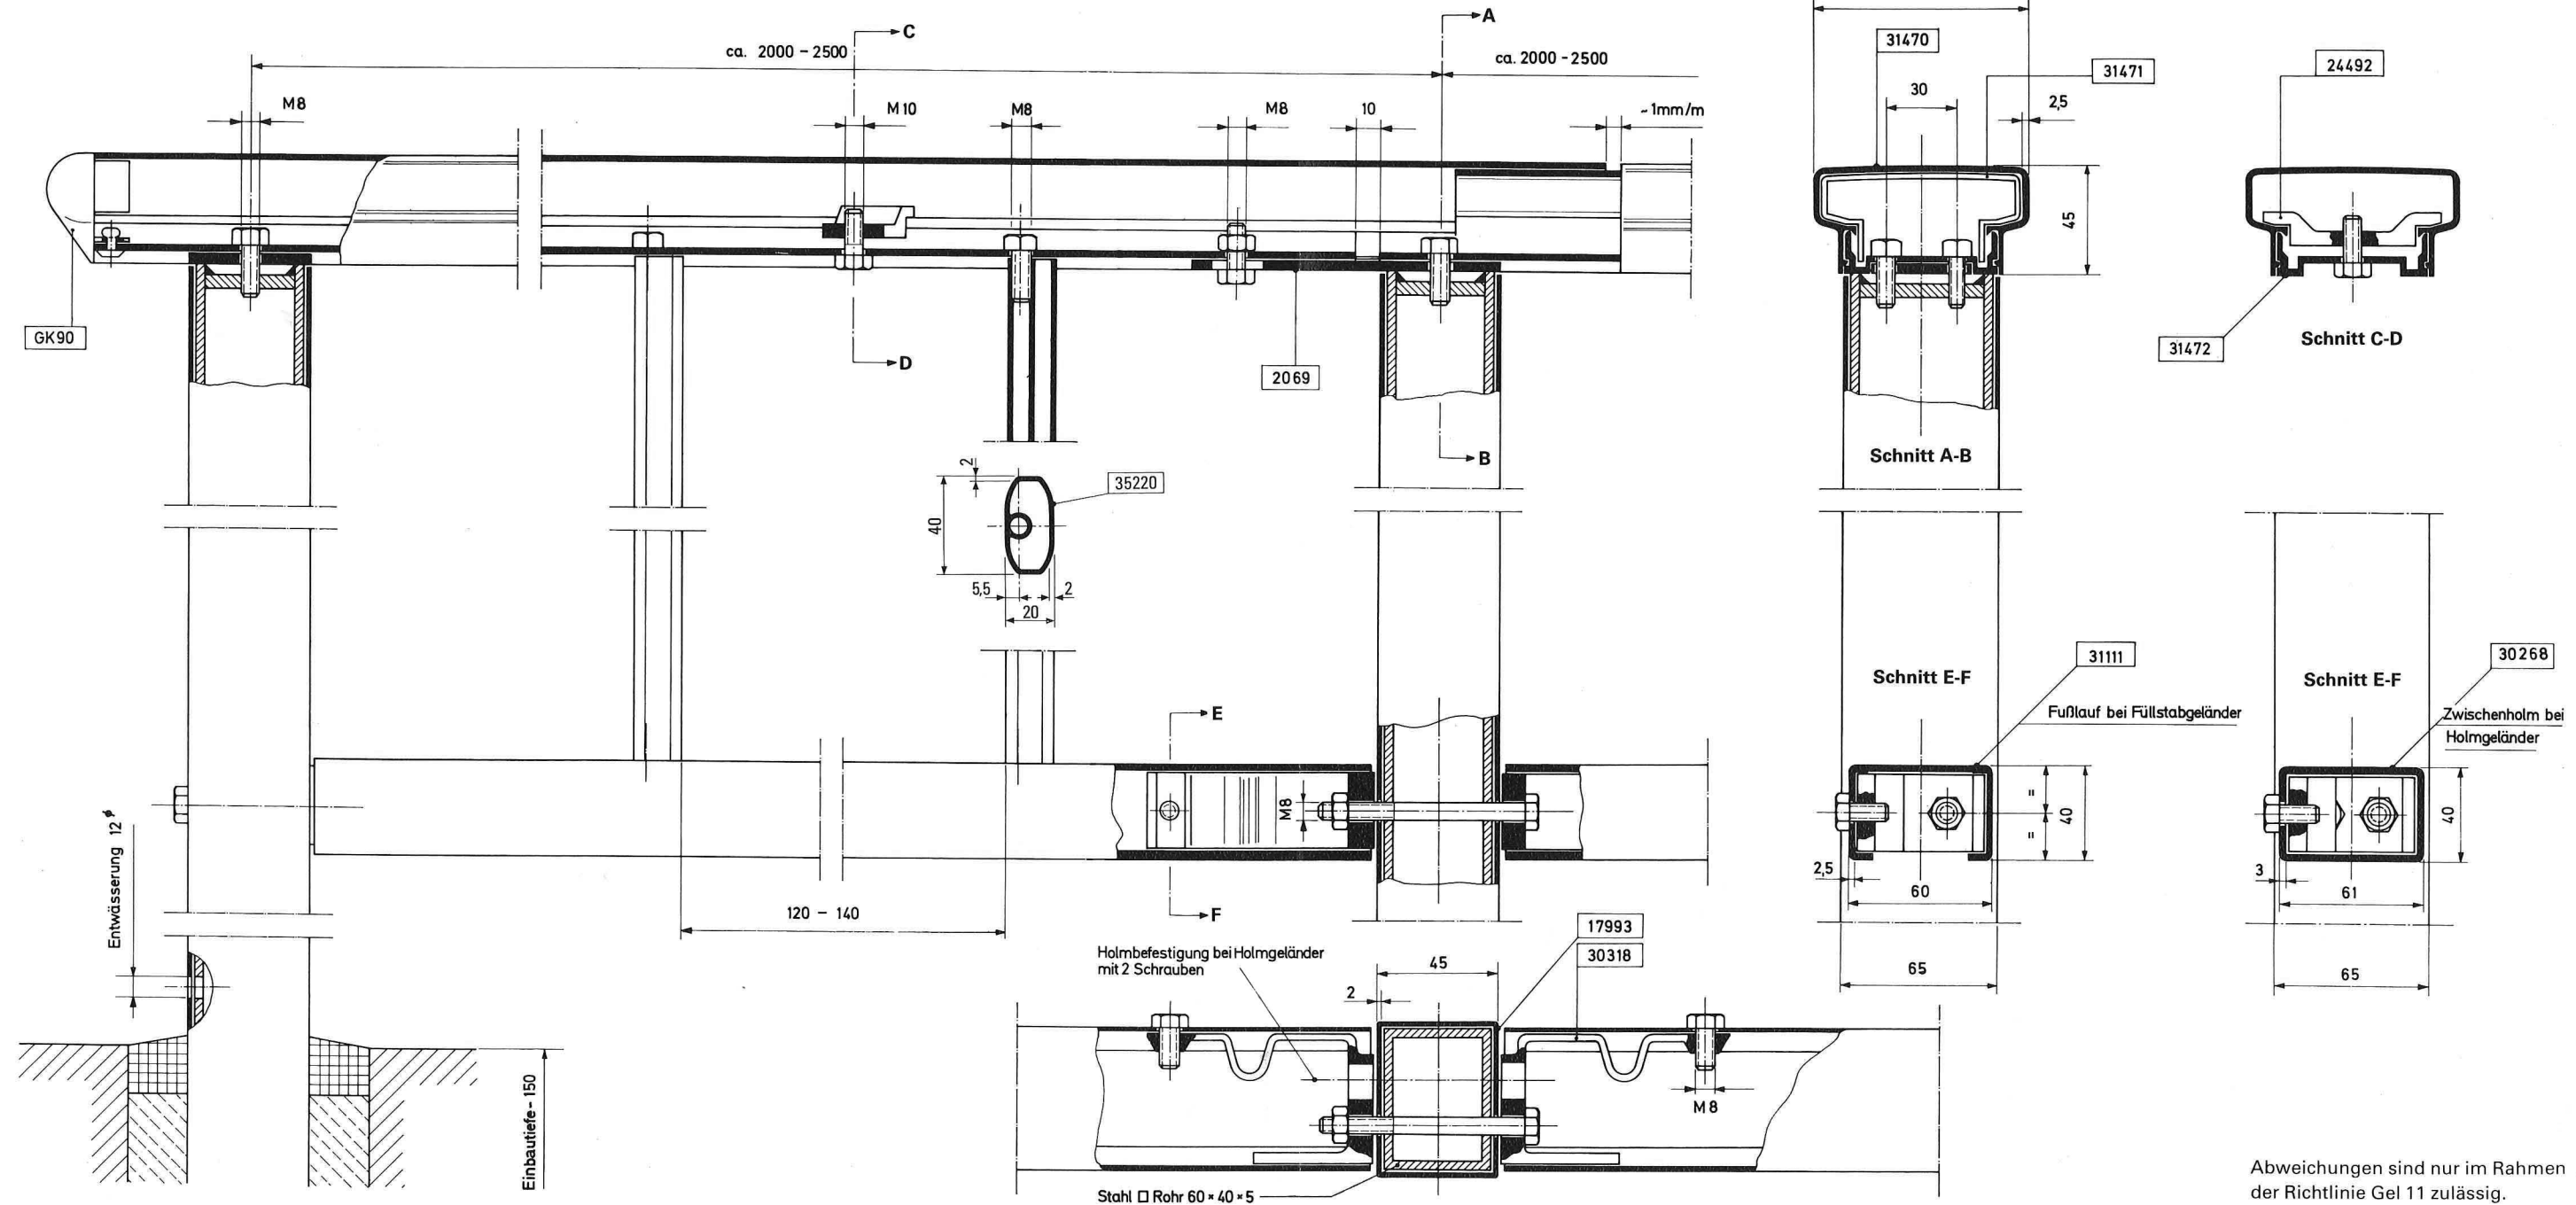 A
C
ca. 2000 - 2500
ca. 2000 - 2500
31470
24492
31471
M8
M10
M8
M8
10
~1mm/m
30
2,5
45
GK90
D
2069
31472
Schnitt C-D
Schnitt A-B
B
2
35220
40
5,5
2
20
31111
30268
Schnitt E-F
Schnitt E-F
E
Fußlauf bei Füllstabgeländer
Zwischenholm bei
Holmgeländer
M8
=
=
40
40
Entwässerung 12 ø
2,5
3
60
61
120 - 140
F
17993
Holmbefestigung bei Holmgeländer
mit 2 Schrauben
30318
45
65
65
2
Einbautiefe - 150
M8
Stahl □ Rohr 60 × 40 × 5
Abweichungen sind nur im Rahmen
der Richtlinie Gel 11 zulässig.